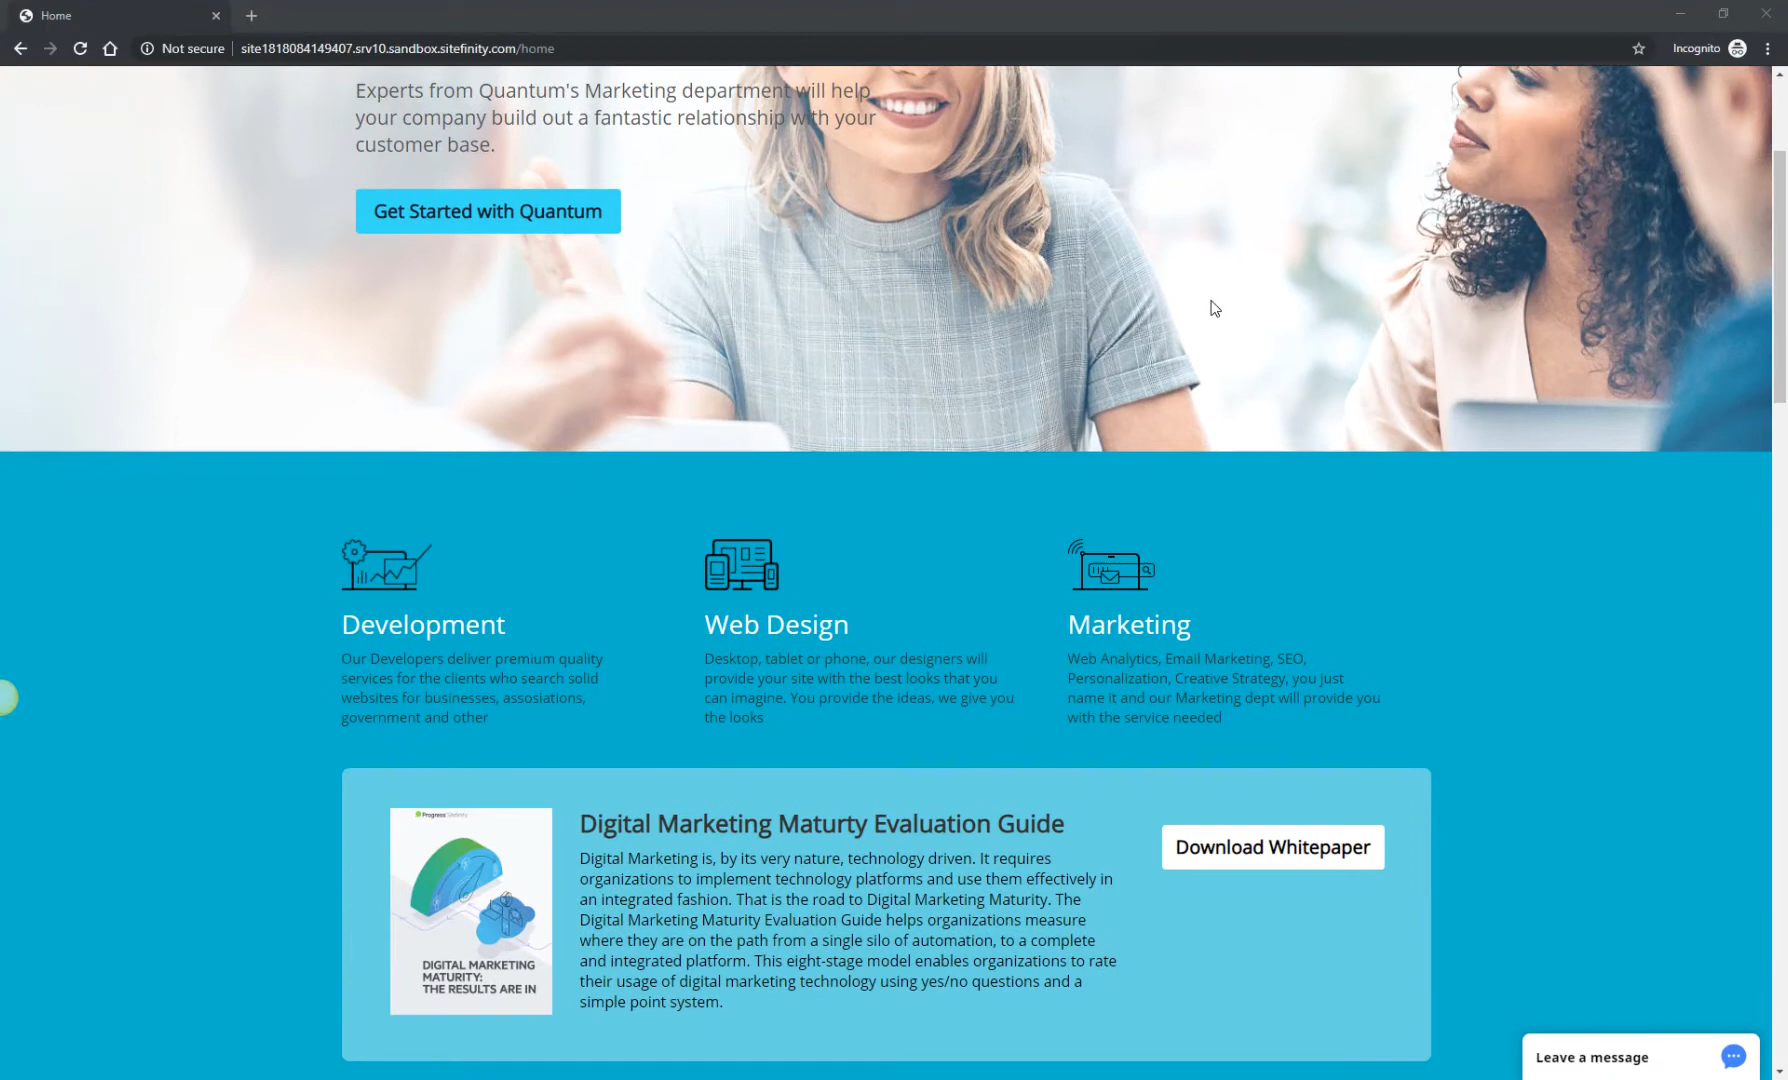 Home
Not secure
site1818084149407.srv10.sandbox.sitefinity.com/home
Incognito
Experts from Quantum's Marketing department will help
your company build out a fantastic relationship with your
customer base.
Get Started with Quantum
Development
Our Developers deliver premium quality
services for the clients who search solid
websites for businesses, assosiations,
government and other
Web Design
Desktop, tablet or phone, our designers will
provide your site with the best looks that you
can imagine. You provide the ideas, we give you
the looks
Marketing
Web Analytics, Email Marketing, SEO,
Personalization, Creative Strategy, you just
name it and our Marketing dept will provide you
with the service needed
Progress Sitefinity
DIGITAL MARKETING
MATURITY:
THE RESULTS ARE IN
Digital Marketing Maturty Evaluation Guide
Digital Marketing is, by its very nature, technology driven. It requires
organizations to implement technology platforms and use them effectively in
an integrated fashion. That is the road to Digital Marketing Maturity. The
Digital Marketing Maturity Evaluation Guide helps organizations measure
where they are on the path from a single silo of automation, to a complete
and integrated platform. This eight-stage model enables organizations to rate
their usage of digital marketing technology using yes/no questions and a
simple point system.
Download Whitepaper
Leave a message